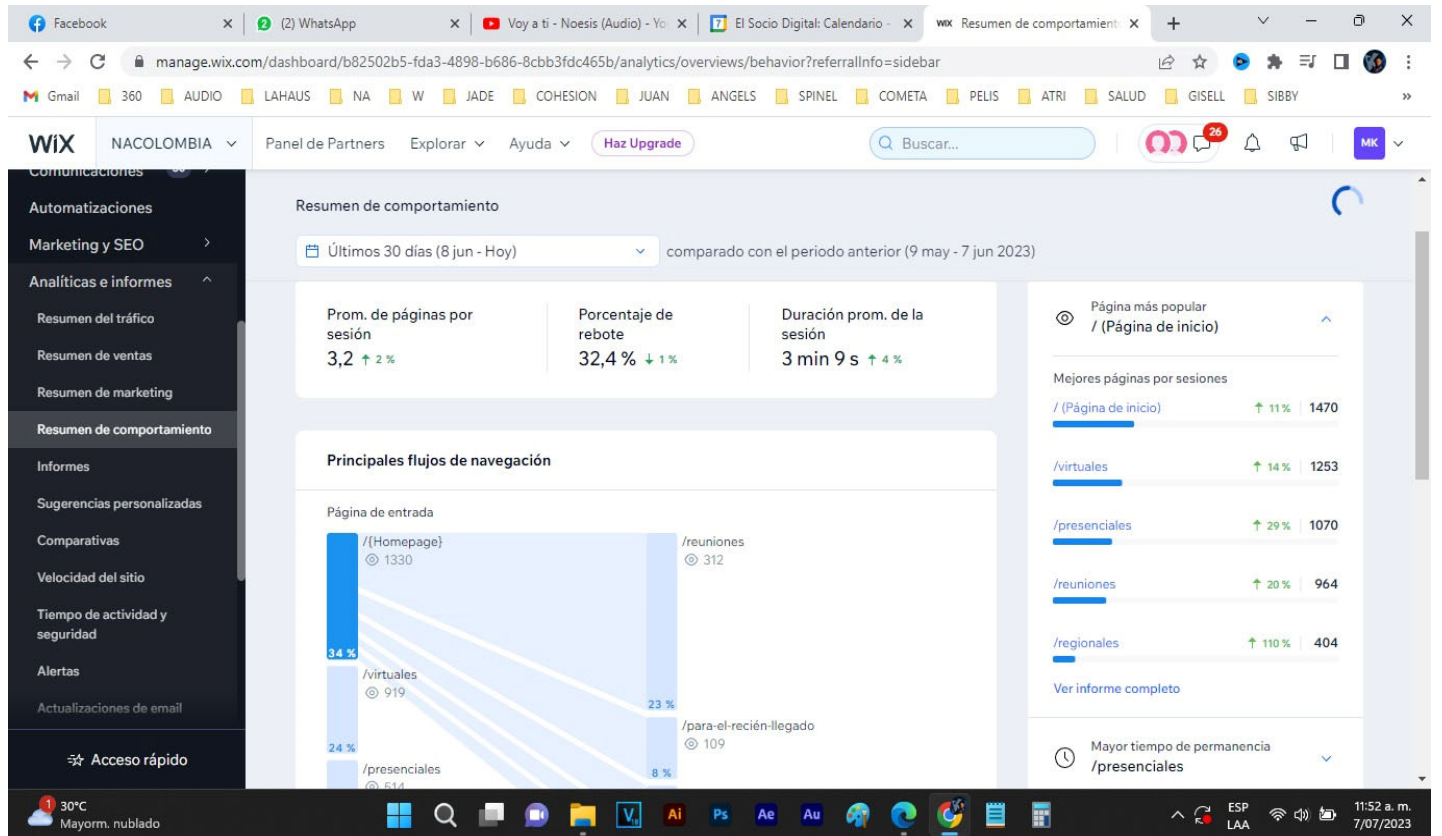 Facebook
(2) WhatsApp
Voy a ti - Noesis (Audio) - Yo
El Socio Digital: Calendario -
WIX Resumen de comportamient
manage.wix.com/dashboard/b82502b5-fda3-4898-b686-8cbb3fdc465b/analytics/overviews/behavior?referralInfo=sidebar
Gmail 360 AUDIO LAHAUS NA W JADE COHESION JUAN ANGELS SPINEL COMETA PELIS ATRI SALUD GISELL SIBBY »
WiX NACOLOMBIA Panel de Partners Explorar Ayuda Haz Upgrade Buscar... 26 MK
Comunicaciones
Automatizaciones
Marketing y SEO
Analíticas e informes
Resumen del tráfico
Resumen de ventas
Resumen de marketing
Resumen de comportamiento
Informes
Sugerencias personalizadas
Comparativas
Velocidad del sitio
Tiempo de actividad y
seguridad
Alertas
Actualizaciones de email
Acceso rápido
Resumen de comportamiento
Últimos 30 días (8 jun - Hoy) comparado con el periodo anterior (9 may - 7 jun 2023)
Prom. de páginas por
sesión
3,2 ↑ 2 %
Porcentaje de
rebote
32,4 % ↓ 1 %
Duración prom. de la
sesión
3 min 9 s ↑ 4 %
Principales flujos de navegación
Página de entrada
/{Homepage}
1330
34 %
/virtuales
919
24 %
/presenciales
514
/reuniones
312
23 %
/para-el-recién-llegado
109
8 %
Página más popular
/ (Página de inicio)
Mejores páginas por sesiones
/ (Página de inicio) ↑ 11 % 1470
/virtuales ↑ 14 % 1253
/presenciales ↑ 29 % 1070
/reuniones ↑ 20 % 964
/regionales ↑ 110 % 404
Ver informe completo
Mayor tiempo de permanencia
/presenciales
1
30°C
Mayorm. nublado
Ai Ps Ae Au
ESP
LAA
11:52 a. m.
7/07/2023